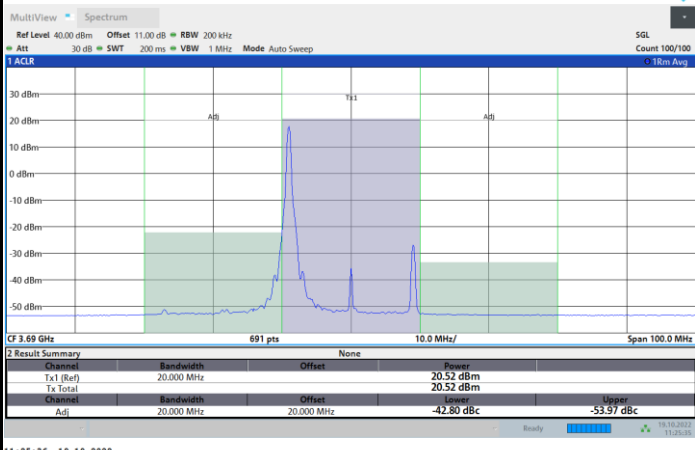 MultiView Spectrum
Ref Level 40.00 dBm Offset 11.00 dB RBW 200 kHz SGL
Att 30 dB SWT 200 ms VBW 1 MHz Mode Auto Sweep Count 100/100
1 ACLR 1Rm Avg
30 dBm
Tx1
20 dBm
Adj Adj
10 dBm
0 dBm
-10 dBm
-20 dBm
-30 dBm
-40 dBm
-50 dBm
CF 3.69 GHz 691 pts 10.0 MHz/ Span 100.0 MHz
2 Result Summary None
Channel Bandwidth Offset Power
Tx1 (Ref) 20.000 MHz 20.52 dBm
Tx Total 20.52 dBm
Channel Bandwidth Offset Lower Upper
Adj 20.000 MHz 20.000 MHz -42.80 dBc -53.97 dBc
Ready 19.10.2022
11:25:35